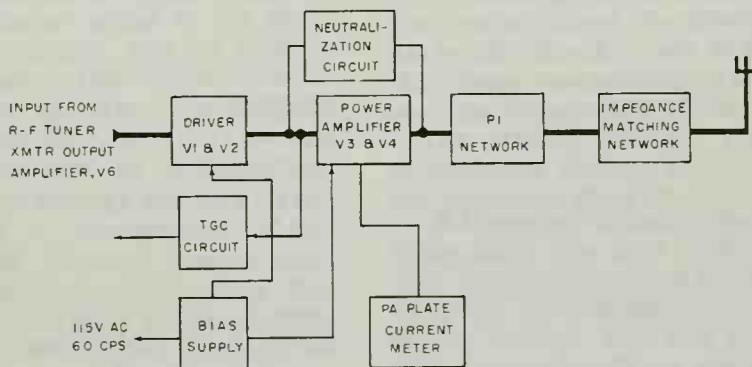 NEUTRALI-
ZATION
CIRCUIT
INPUT FROM
R-F TUNER
XMTR OUTPUT
AMPLIFIER, V6
DRIVER
V1 & V2
POWER
AMPLIFIER
V3 & V4
PI
NETWORK
IMPEDANCE
MATCHING
NETWORK
TGC
CIRCUIT
115V AC
60 CPS
BIAS
SUPPLY
PA PLATE
CURRENT
METER